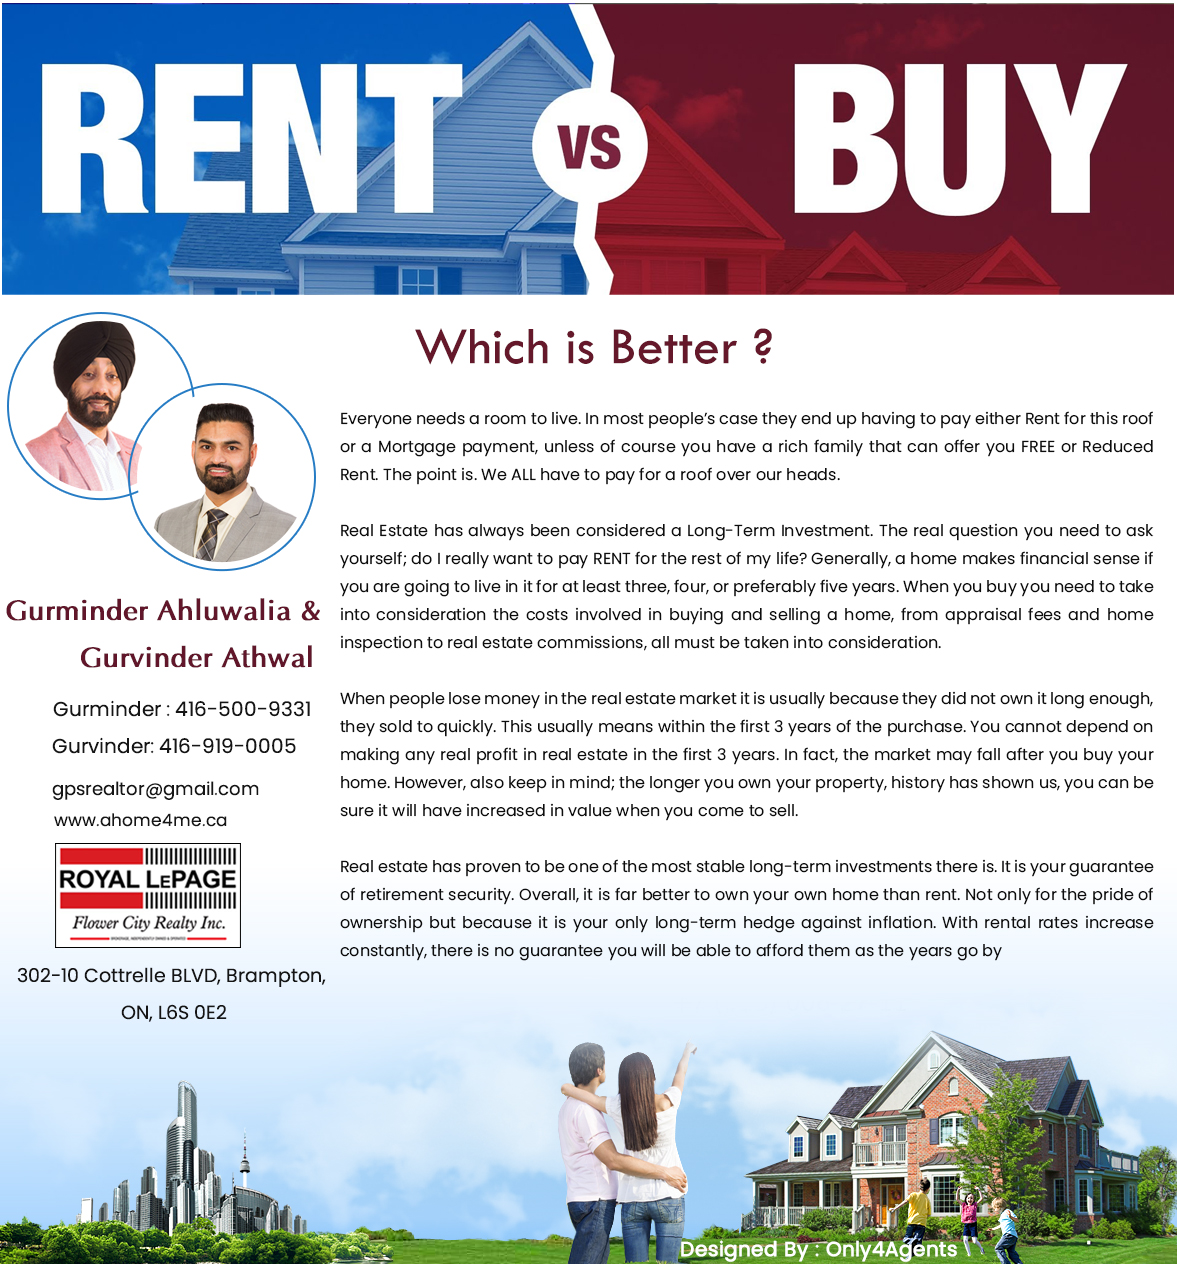 RENT VS BUY
Which is Better ?
Everyone needs a room to live. In most people’s case they end up having to pay either Rent for this roof
or a Mortgage payment, unless of course you have a rich family that can offer you FREE or Reduced
Rent. The point is. We ALL have to pay for a roof over our heads.
Real Estate has always been considered a Long-Term Investment. The real question you need to ask
yourself; do I really want to pay RENT for the rest of my life? Generally, a home makes financial sense if
you are going to live in it for at least three, four, or preferably five years. When you buy you need to take
into consideration the costs involved in buying and selling a home, from appraisal fees and home
inspection to real estate commissions, all must be taken into consideration.
When people lose money in the real estate market it is usually because they did not own it long enough,
they sold to quickly. This usually means within the first 3 years of the purchase. You cannot depend on
making any real profit in real estate in the first 3 years. In fact, the market may fall after you buy your
home. However, also keep in mind; the longer you own your property, history has shown us, you can be
sure it will have increased in value when you come to sell.
Real estate has proven to be one of the most stable long-term investments there is. It is your guarantee
of retirement security. Overall, it is far better to own your own home than rent. Not only for the pride of
ownership but because it is your only long-term hedge against inflation. With rental rates increase
constantly, there is no guarantee you will be able to afford them as the years go by
Gurminder Ahluwalia &
Gurvinder Athwal
Gurminder : 416-500-9331
Gurvinder: 416-919-0005
gpsrealtor@gmail.com
www.ahome4me.ca
ROYAL LEPAGE
Flower City Realty Inc.
BROKERAGE, INDEPENDENTLY OWNED & OPERATED
302-10 Cottrelle BLVD, Brampton,
ON, L6S 0E2
Designed By : Only4Agents